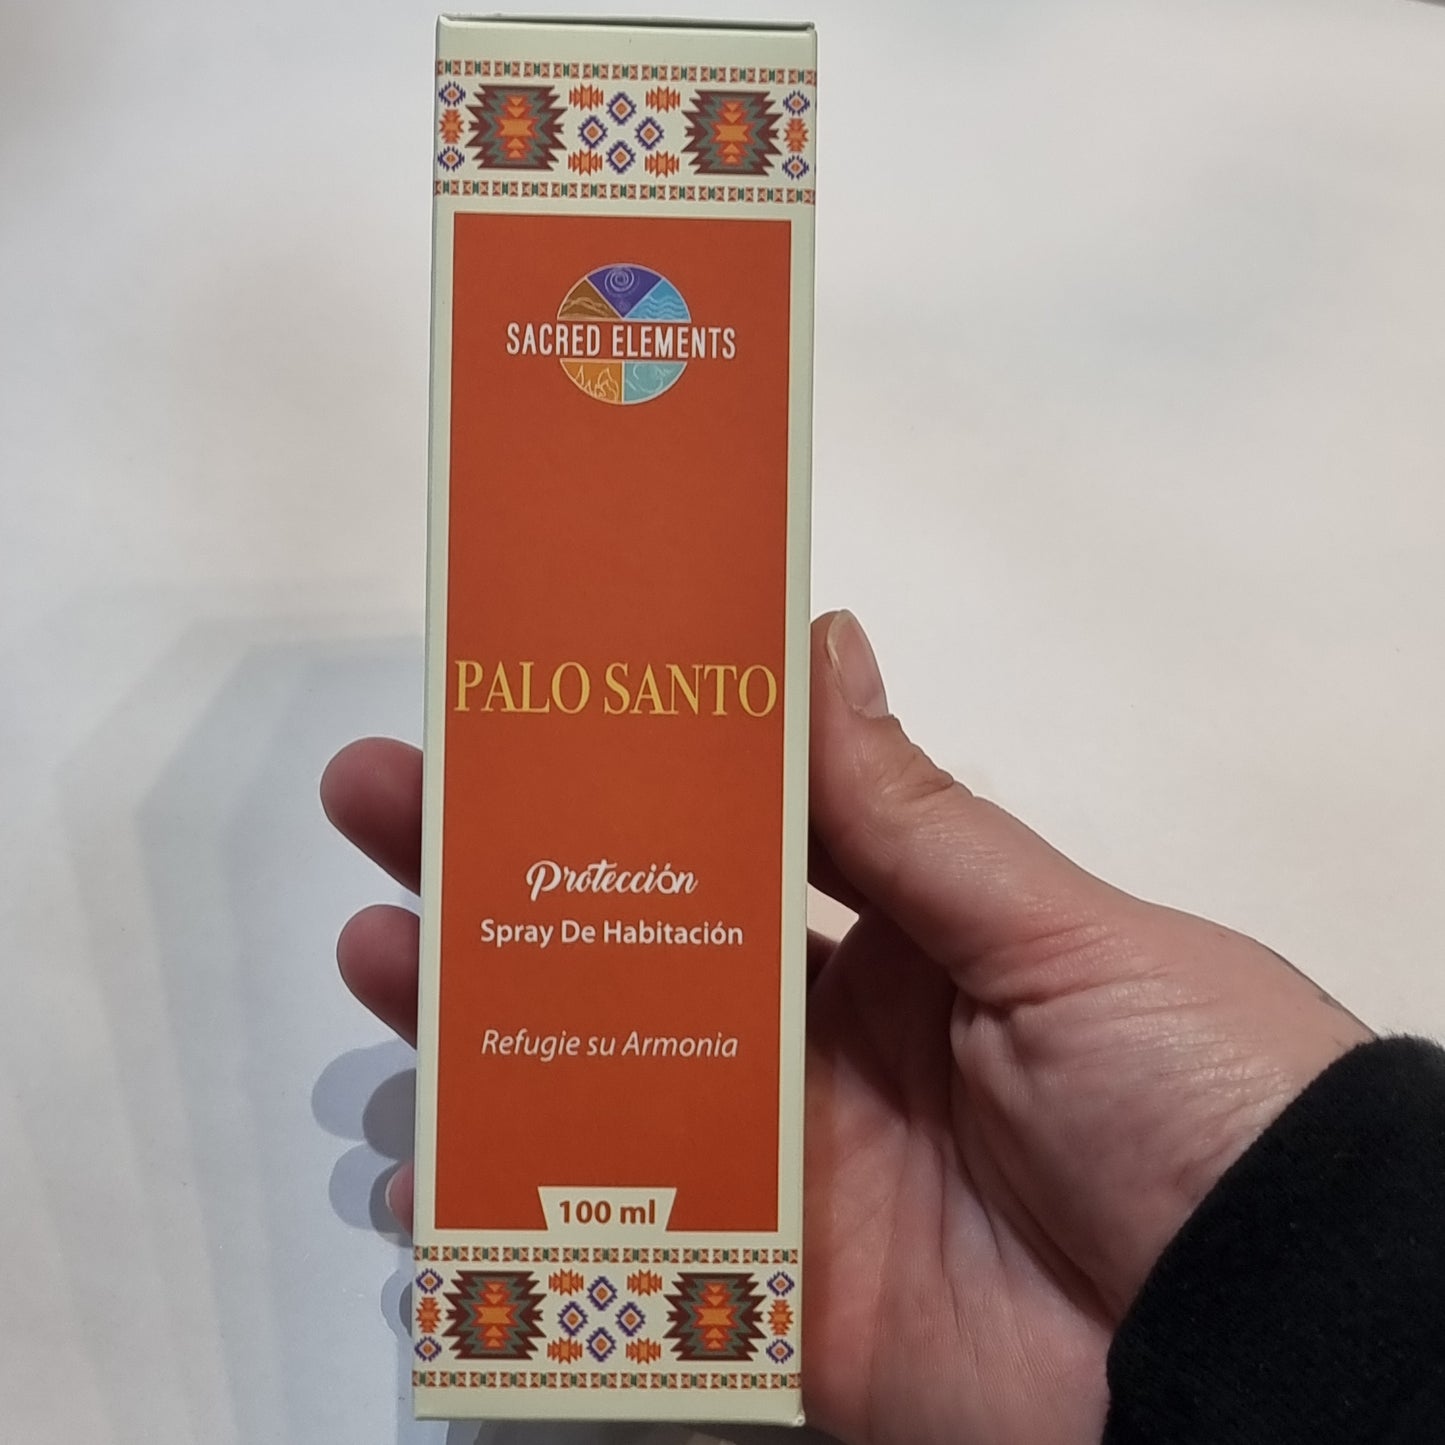 SACRED ELEMENTS
PALO SANTO
Protección
Spray De Habitación
Refugie su Armonia
100 ml